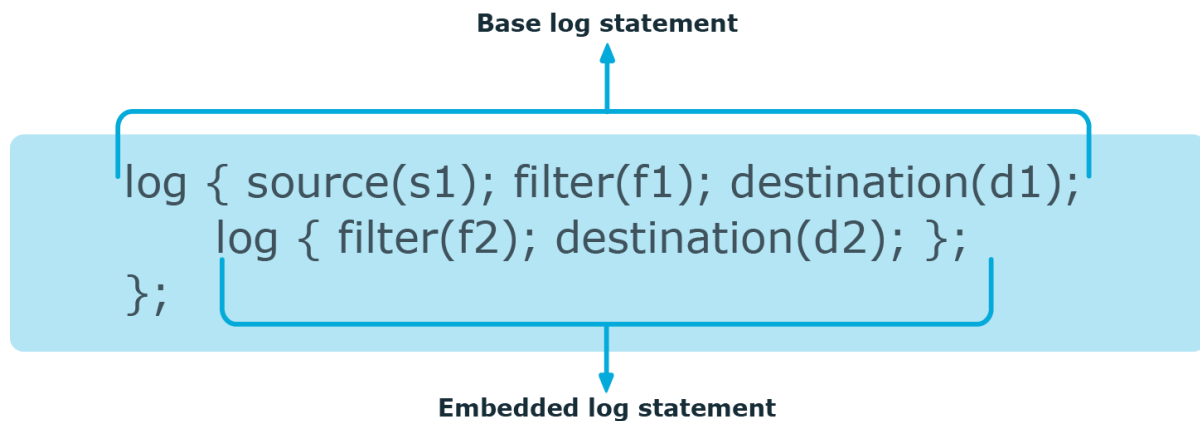 Base log statement
log { source(s1); filter(f1); destination(d1);
log { filter(f2); destination(d2); };
};
Embedded log statement